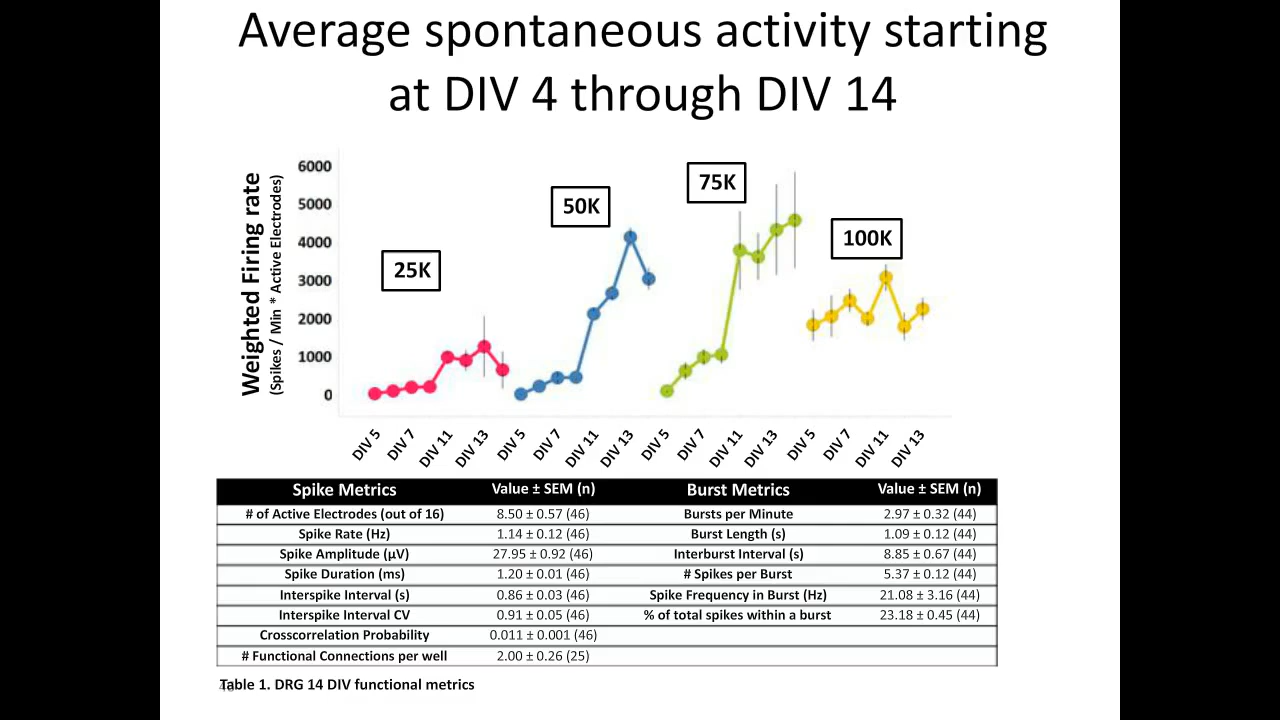 Average spontaneous activity starting
at DIV 4 through DIV 14
Weighted Firing rate
(Spikes / Min * Active Electrodes)
6000
5000
4000
3000
2000
1000
0
25K
50K
75K
100K
DIV 5 DIV 7 DIV 11 DIV 13 DIV 5 DIV 7 DIV 11 DIV 13 DIV 5 DIV 7 DIV 11 DIV 13 DIV 5 DIV 7 DIV 11 DIV 13
Spike Metrics Value ± SEM (n) Burst Metrics Value ± SEM (n)
# of Active Electrodes (out of 16) 8.50 ± 0.57 (46) Bursts per Minute 2.97 ± 0.32 (44)
Spike Rate (Hz) 1.14 ± 0.12 (46) Burst Length (s) 1.09 ± 0.12 (44)
Spike Amplitude (µV) 27.95 ± 0.92 (46) Interburst Interval (s) 8.85 ± 0.67 (44)
Spike Duration (ms) 1.20 ± 0.01 (46) # Spikes per Burst 5.37 ± 0.12 (44)
Interspike Interval (s) 0.86 ± 0.03 (46) Spike Frequency in Burst (Hz) 21.08 ± 3.16 (44)
Interspike Interval CV 0.91 ± 0.05 (46) % of total spikes within a burst 23.18 ± 0.45 (44)
Crosscorrelation Probability 0.011 ± 0.001 (46)
# Functional Connections per well 2.00 ± 0.26 (25)
Table 1. DRG 14 DIV functional metrics